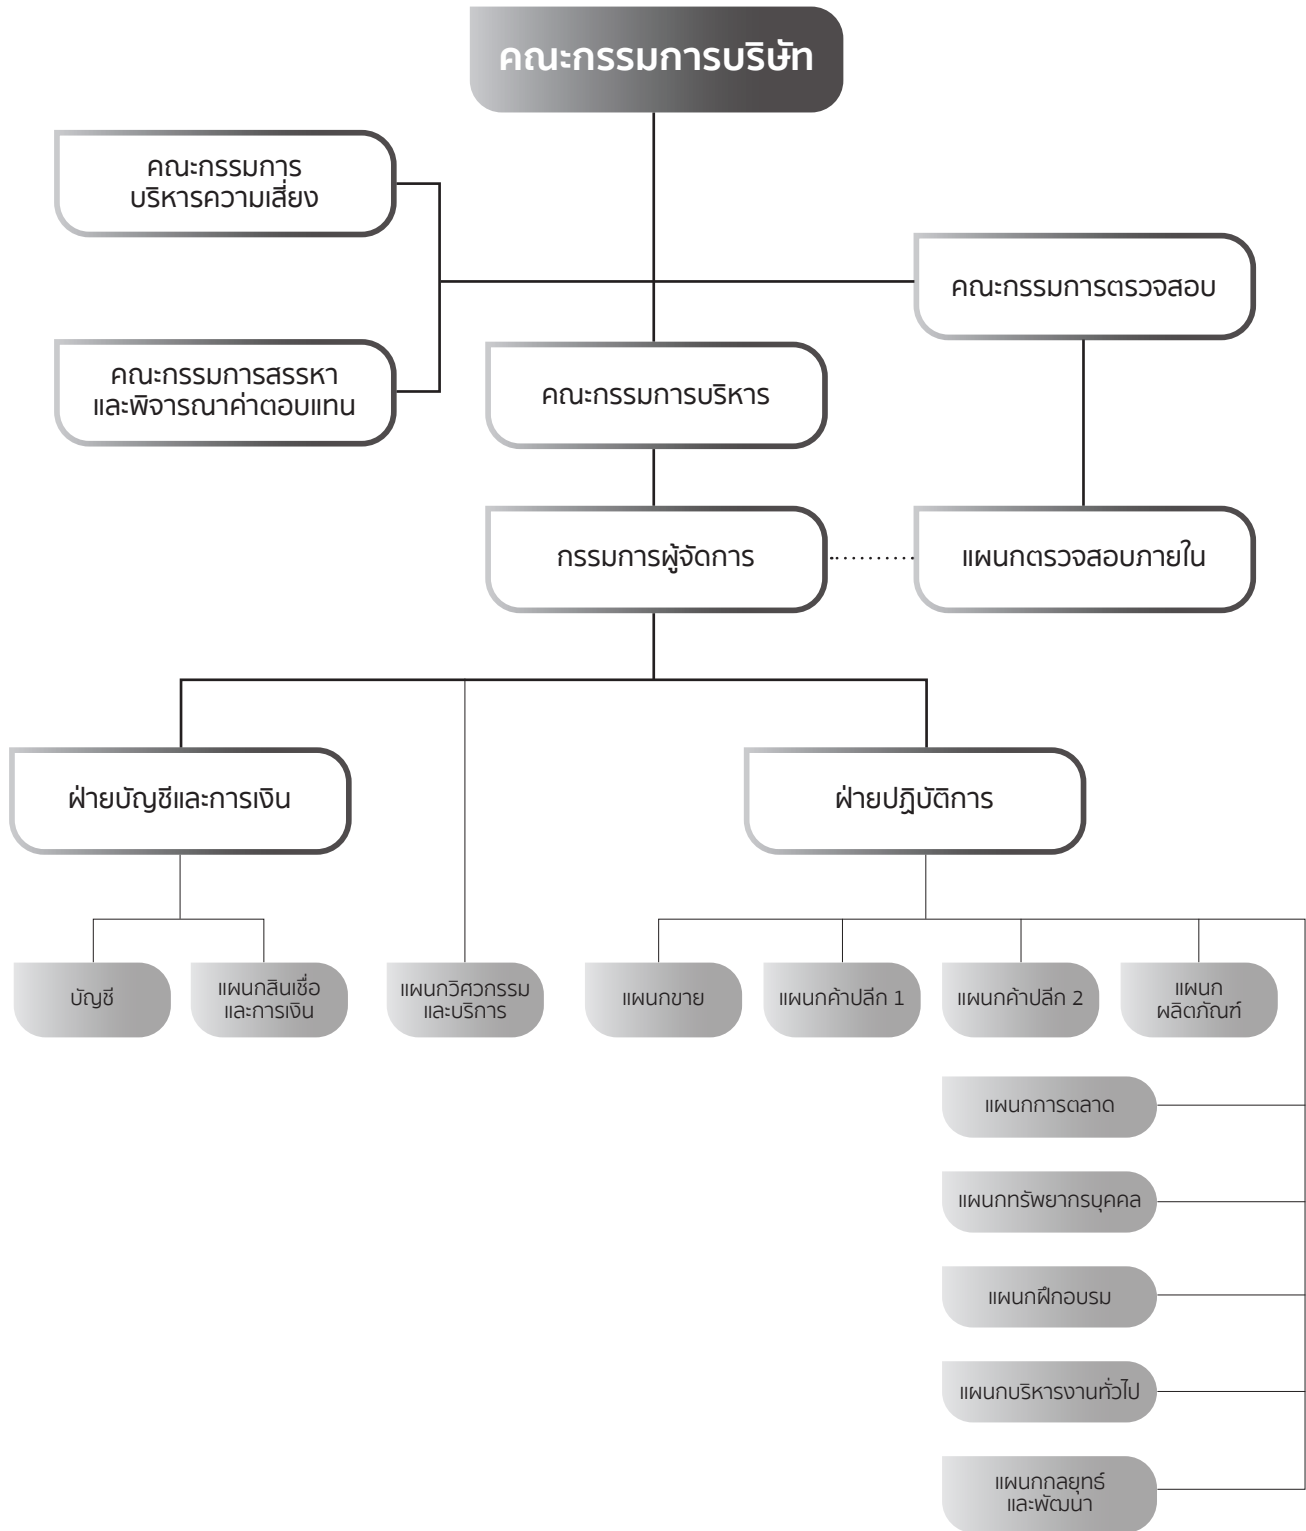 คณะกรรมการบริษัท
คณะกรรมการ
บริหารความเสี่ยง
คณะกรรมการตรวจสอบ
คณะกรรมการสรรหา
และพิจารณาค่าตอบแทน
คณะกรรมการบริหาร
กรรมการผู้จัดการ
แผนกตรวจสอบภายใน
ฝ่ายบัญชีและการเงิน
ฝ่ายปฏิบัติการ
บัญชี
แผนกสินเชื่อ
และการเงิน
แผนกวิศวกรรม
และบริการ
แผนกขาย
แผนกค้าปลีก 1
แผนกค้าปลีก 2
แผนก
ผลิตภัณฑ์
แผนกการตลาด
แผนกทรัพยากรบุคคล
แผนกฝึกอบรม
แผนกบริหารงานทั่วไป
แผนกกลยุทธ์
และพัฒนา